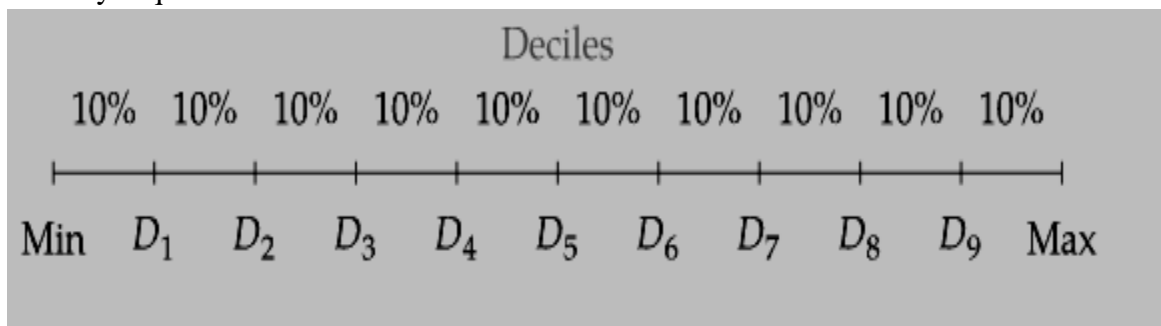 Deciles
10% 10% 10% 10% 10% 10% 10% 10% 10% 10%
Min D₁ D₂ D₃ D₄ D₅ D₆ D₇ D₈ D₉ Max